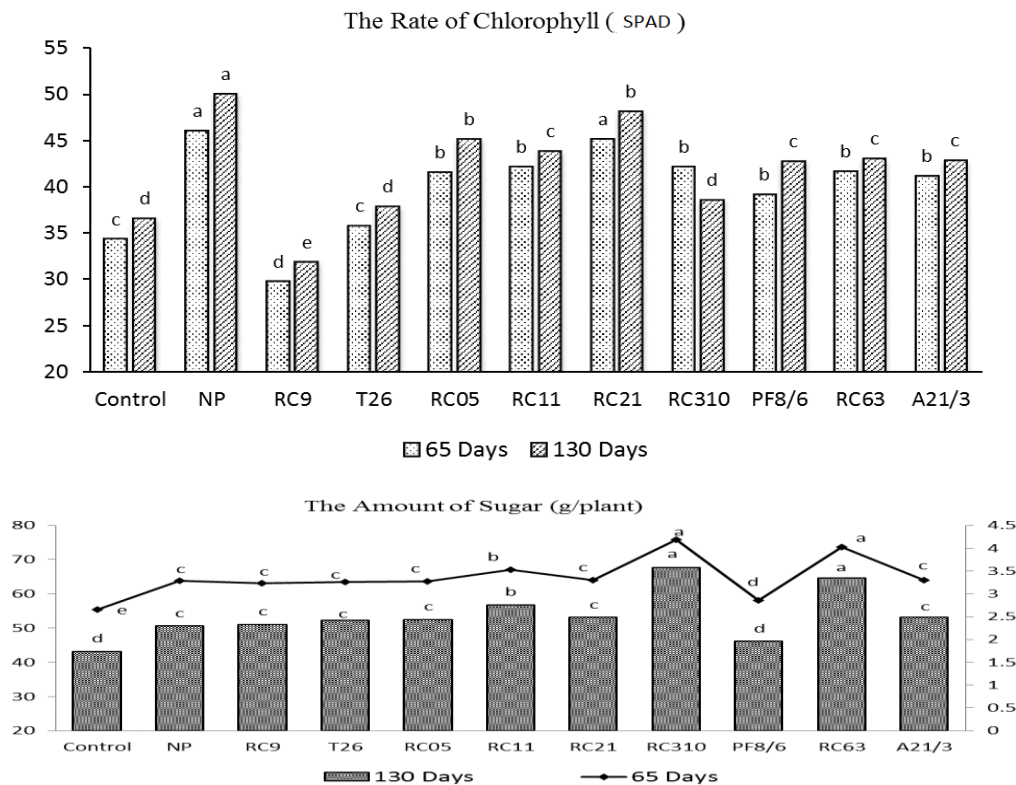 The Rate of Chlorophyll ( SPAD )
55
50
45
40
35
30
25
20
c d a a d e c d b b b c a b b d b c b c b c
Control NP RC9 T26 RC05 RC11 RC21 RC310 PF8/6 RC63 A21/3
65 Days 130 Days
The Amount of Sugar (g/plant)
80 4.5
70 4
60 3.5
50 3
40 2.5
30 2
20 1.5
1
0.5
0
e c c c c b c a d a c
d c c c c b c a d a c
Control NP RC9 T26 RC05 RC11 RC21 RC310 PF8/6 RC63 A21/3
130 Days 65 Days